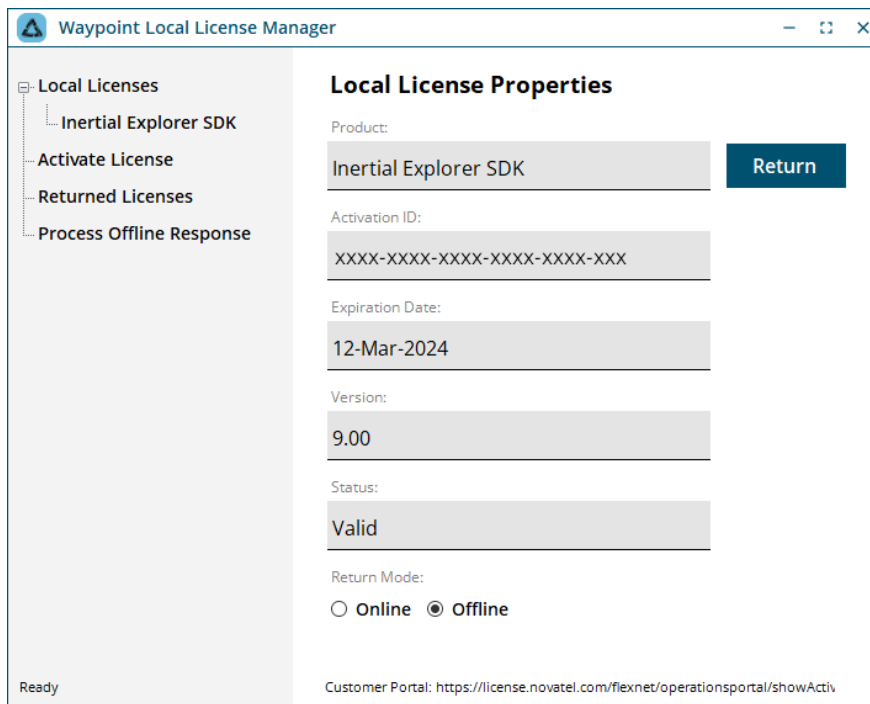 Waypoint Local License Manager
Local Licenses
Inertial Explorer SDK
Activate License
Returned Licenses
Process Offline Response
Local License Properties
Product:
Inertial Explorer SDK
Return
Activation ID:
xxxx-xxxx-xxxx-xxxx-xxxx-xxx
Expiration Date:
12-Mar-2024
Version:
9.00
Status:
Valid
Return Mode:
Online Offline
Ready
Customer Portal: https://license.novatel.com/flexnet/operationsportal/showActiv